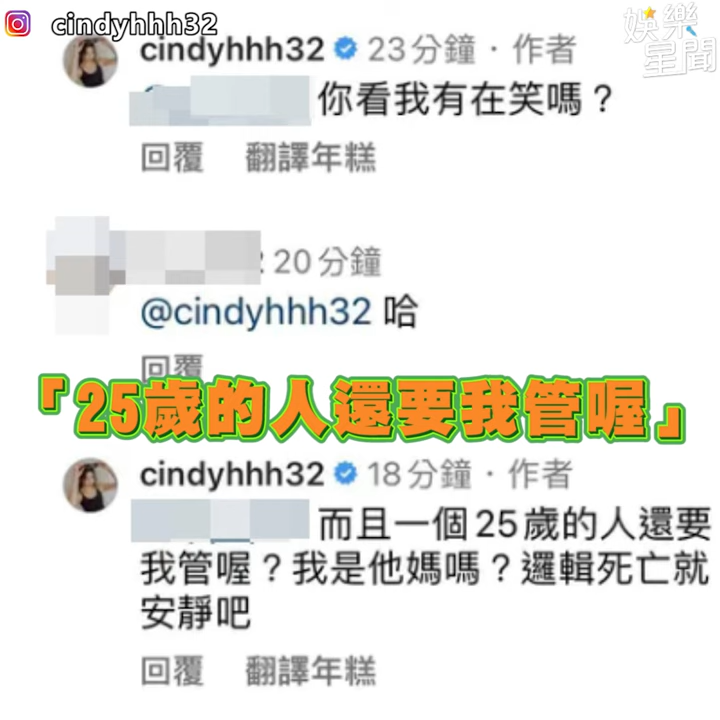 cindyhhh32
娛樂星聞
cindyhhh32 23分鐘・作者
你看我有在笑嗎？
回覆 翻譯年糕
20分鐘
@cindyhhh32 哈
回覆
「25歲的人還要我管喔」
cindyhhh32 18分鐘・作者
而且一個25歲的人還要
我管喔？我是他媽嗎？邏輯死亡就
安靜吧
回覆 翻譯年糕